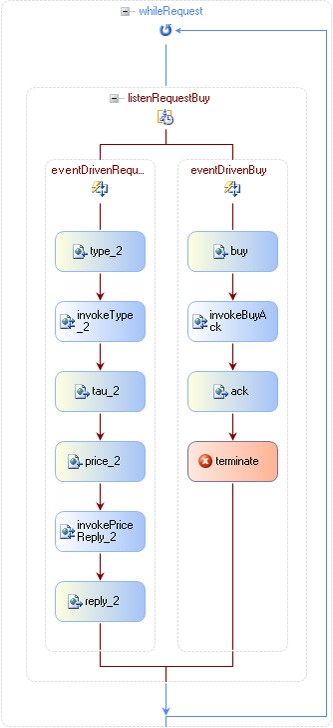 whileRequest
listenRequestBuy
eventDrivenRequ...
type_2
invokeType
_2
tau_2
price_2
invokePrice
Reply_2
reply_2
eventDrivenBuy
buy
invokeBuyA
ck
ack
terminate